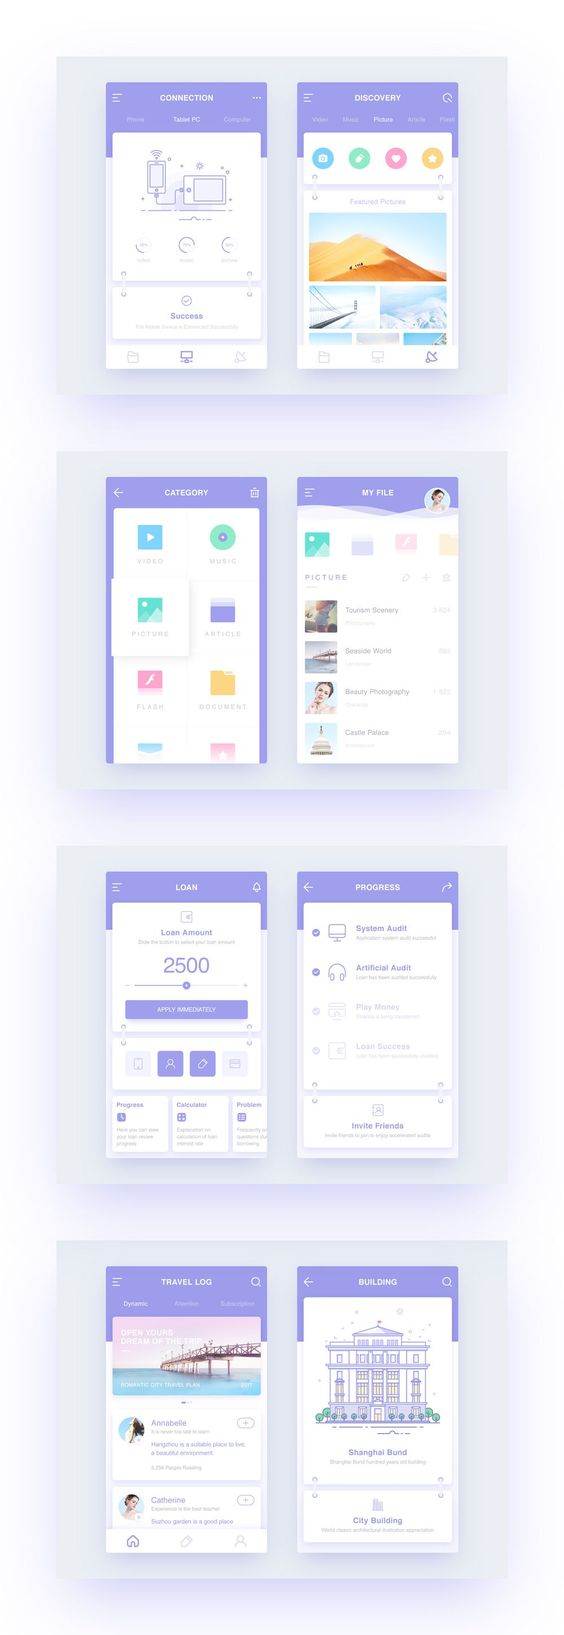 CONNECTION
Phone
Tablet PC
Computer
video
music
picture
Success
This Mobile Device is Connected Successfully
DISCOVERY
Video
Music
Picture
Article
Flash
Featured Pictures
CATEGORY
VIDEO
MUSIC
PICTURE
ARTICLE
FLASH
DOCUMENT
MY FILE
PICTURE
Tourism Scenery
3 624
Photography
Seaside World
Landscape
Beauty Photography
1 822
Character
Castle Palace
254
Architecture
LOAN
Loan Amount
Slide the button to select your loan amount
2500
APPLY IMMEDIATELY
Progress
Here you can view
your loan review
progress
Calculator
Explanation on
calculation of loan
interest rate
Problem
Frequently as
questions du
borrowing
PROGRESS
System Audit
Application system audit successful
Artificial Audit
Loan has been audited successfully
Play Money
Finance is being transferred
Loan Success
Loan has been successfully credited
Invite Friends
Invite friends to join to enjoy accelerated audits
TRAVEL LOG
Dynamic
Attention
Subscription
OPEN YOURS
DREAM OF THE TRIP
ROMANTIC CITY TRAVEL PLAN
2017
Annabelle
It is never too late to learn
Hangzhou is a suitable place to live,
a beautiful environment.
People Reading
Catherine
Experience is the best teacher
Suzhou garden is a good place
BUILDING
Shanghai Bund
Shanghai Bund hundred years old building
City Building
World classic architectural illustration appreciation